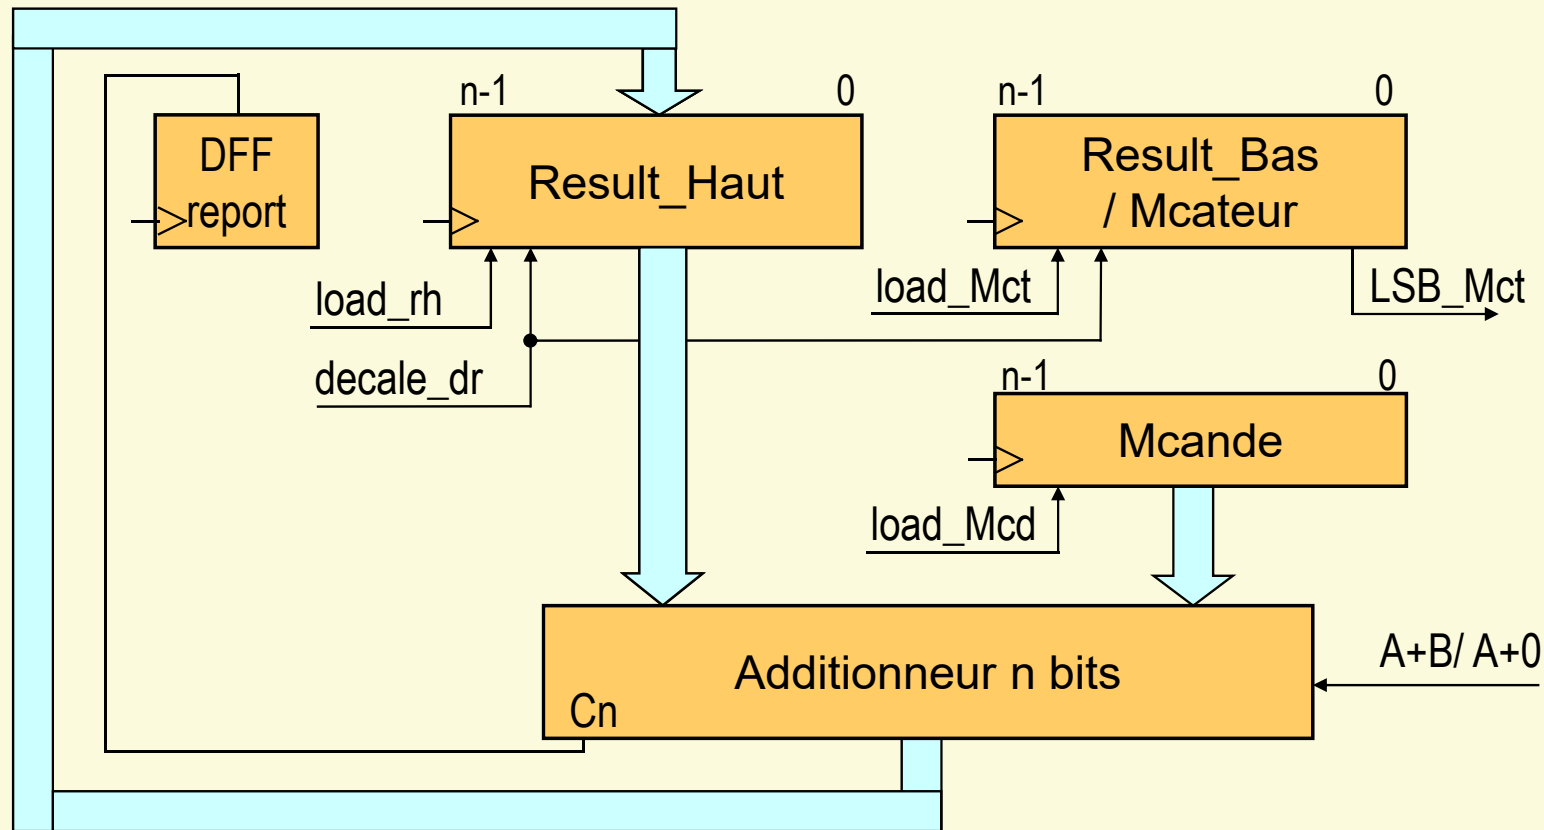 n-1
0
n-1
0
DFF
report
Result_Haut
Result_Bas
/ Mcateur
load_rh
load_Mct
LSB_Mct
decale_dr
n-1
0
Mcande
load_Mcd
Additionneur n bits
A+B/ A+0
Cn